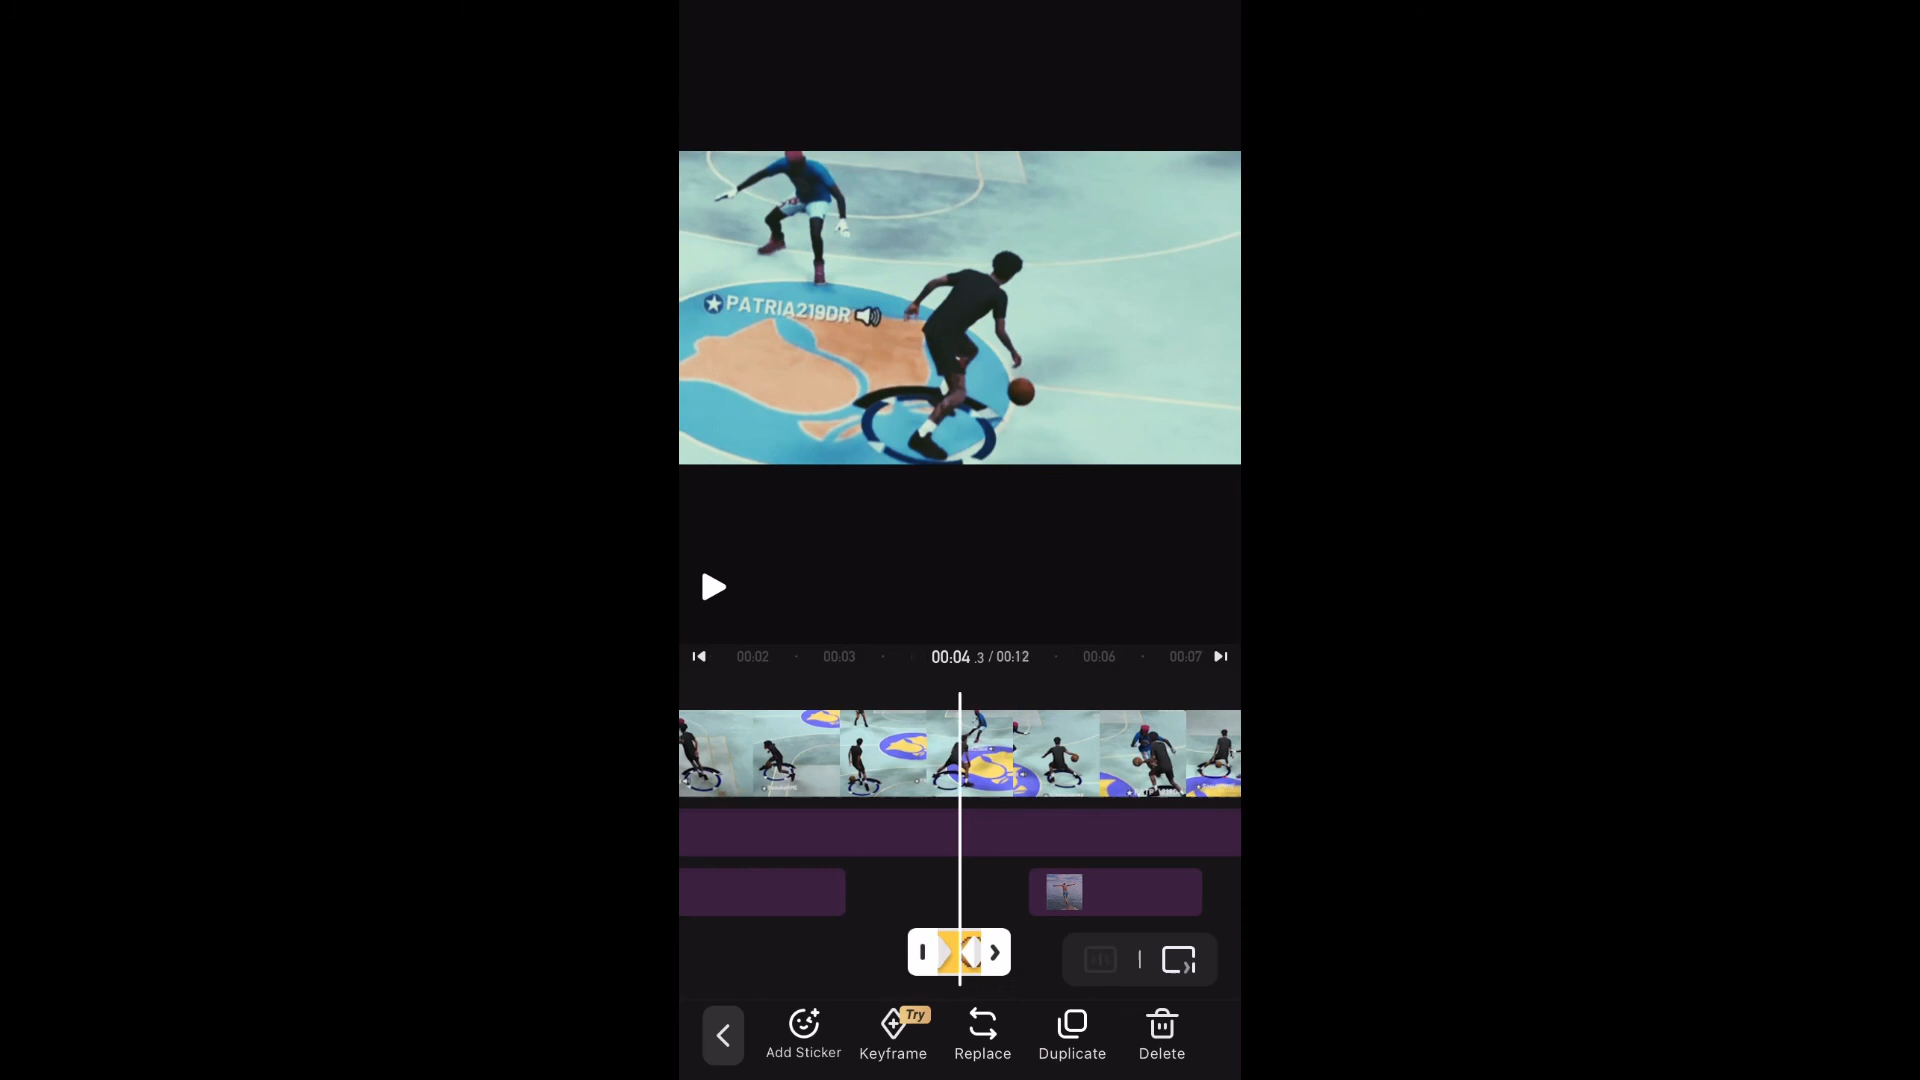 PATRIA219DR
00:02
00:03
00:04 .3 / 00:12
00:06
00:07
Add Sticker
Try
Keyframe
Replace
Duplicate
Delete